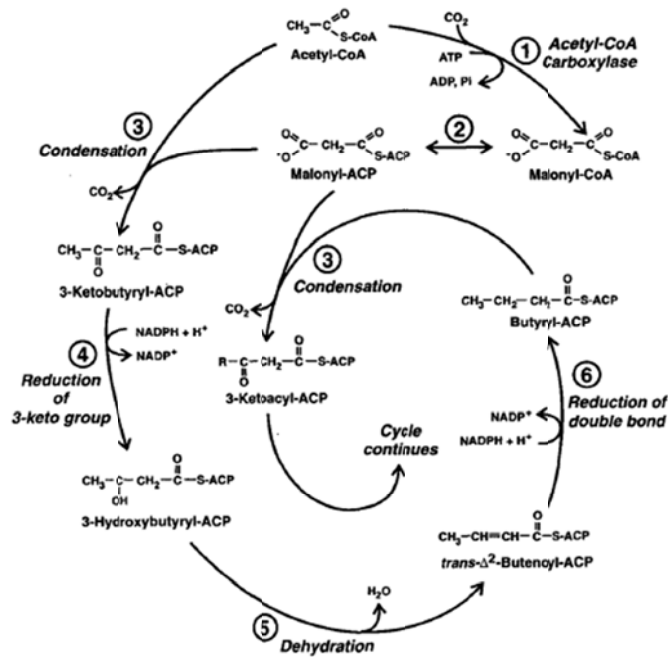 CH₃—C
O
S-CoA
Acetyl-CoA
CO₂
ATP
ADP, Pi
1
Acetyl-CoA
Carboxylase
3
Condensation
CO₂
O
⁻O
C—CH₂—C
O
S-ACP
Malonyl-ACP
2
O
⁻O
C—CH₂—C
O
S-CoA
Malonyl-CoA
O
CH₃—C—CH₂—C—S-ACP
O
3-Ketobutyryl-ACP
3
Condensation
CO₂
O
CH₃—CH₂—CH₂—C—S-ACP
Butyryl-ACP
4
NADPH + H⁺
NADP⁺
Reduction
of
3-keto group
O
R—C—CH₂—C—S-ACP
O
3-Ketoacyl-ACP
6
Reduction of
double bond
NADP⁺
NADPH + H⁺
Cycle
continues
O
CH₃—C—CH₂—C—S-ACP
OH
3-Hydroxybutyryl-ACP
O
CH₃—CH=CH—C—S-ACP
trans-Δ²-Butenoyl-ACP
H₂O
5
Dehydration